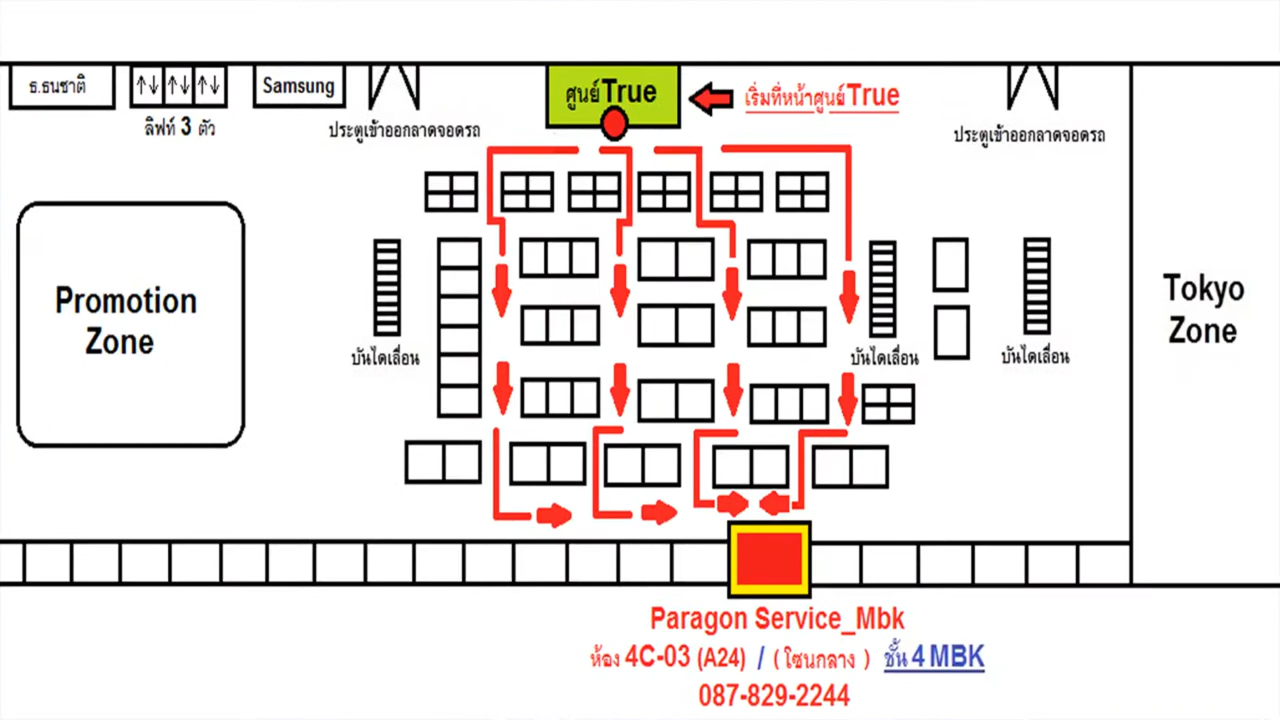 ธ.ธนชาติ
ลิฟท์ 3 ตัว
Samsung
ประตูเข้าออกลาดจอดรถ
ศูนย์True
เริ่มที่หน้าศูนย์True
ประตูเข้าออกลาดจอดรถ
Promotion
Zone
บันไดเลื่อน
บันไดเลื่อน
บันไดเลื่อน
Tokyo
Zone
Paragon Service_Mbk
ห้อง 4C-03 (A24) / ( โซนกลาง ) ชั้น 4 MBK
087-829-2244